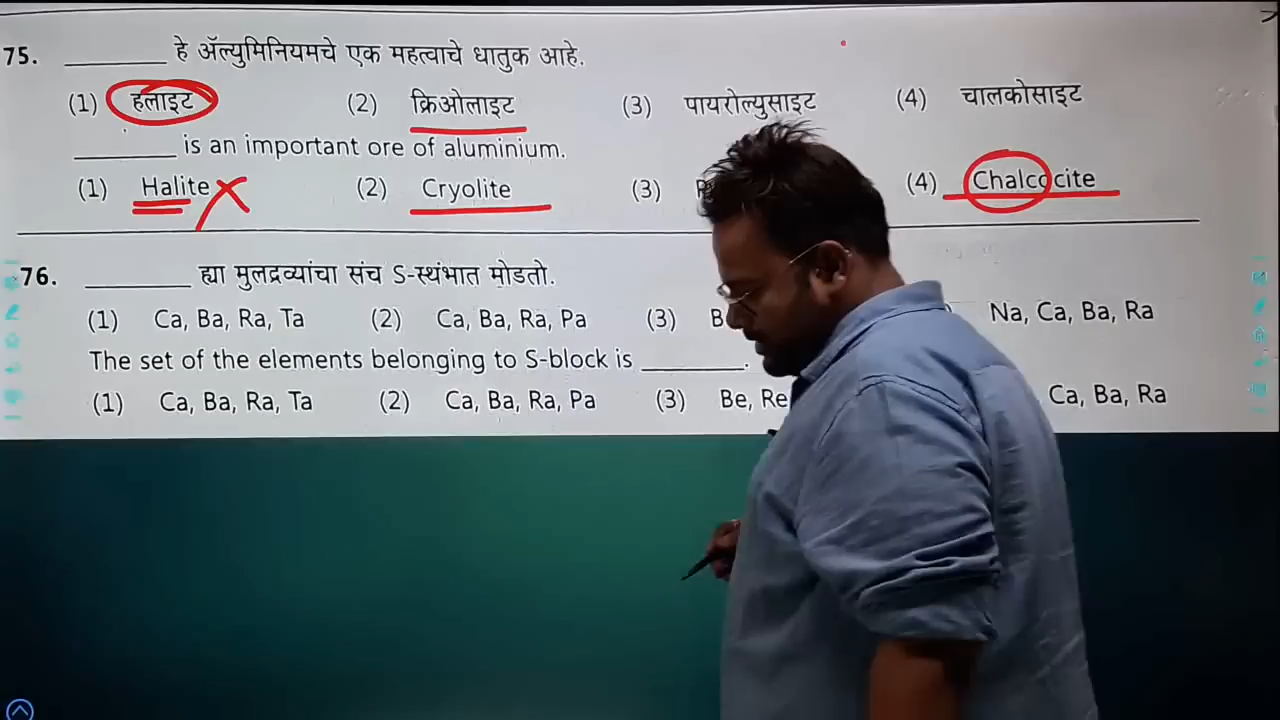 75. ________ हे ॲल्युमिनियमचे एक महत्वाचे धातुक आहे.
(1) हलाइट (2) क्रिओलाइट (3) पायरोल्युसाइट (4) चालकोसाइट
________ is an important ore of aluminium.
(1) Halite (2) Cryolite (3) (4) Chalcocite
76. ________ ह्या मुलद्रव्यांचा संच S-स्थंभात मोडतो.
(1) Ca, Ba, Ra, Ta (2) Ca, Ba, Ra, Pa (3) Na, Ca, Ba, Ra
The set of the elements belonging to S-block is ________.
(1) Ca, Ba, Ra, Ta (2) Ca, Ba, Ra, Pa (3) Be, Ca, Ba, Ra